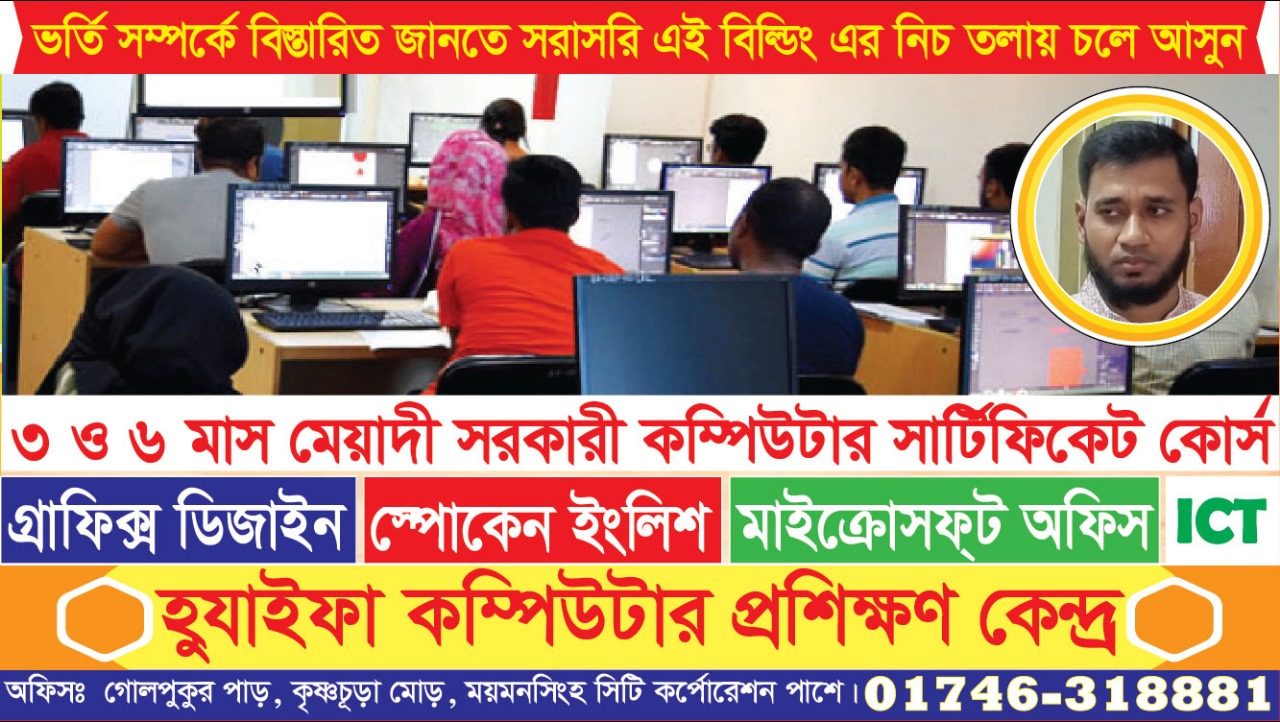 ভর্তি সম্পর্কে বিস্তারিত জানতে সরাসরি এই বিল্ডিং এর নিচ তলায় চলে আসুন
৩ ও ৬ মাস মেয়াদী সরকারী কম্পিউটার সার্টিফিকেট কোর্স
গ্রাফিক্স ডিজাইন স্পোকেন ইংলিশ মাইক্রোসফ্‌ট অফিস ICT
হুযাইফা কম্পিউটার প্রশিক্ষণ কেন্দ্র
অফিসঃ গোলপুকুর পাড়, কৃষ্ণচূড়া মোড়, ময়মনসিংহ সিটি কর্পোরেশন পাশে। 01746-318881